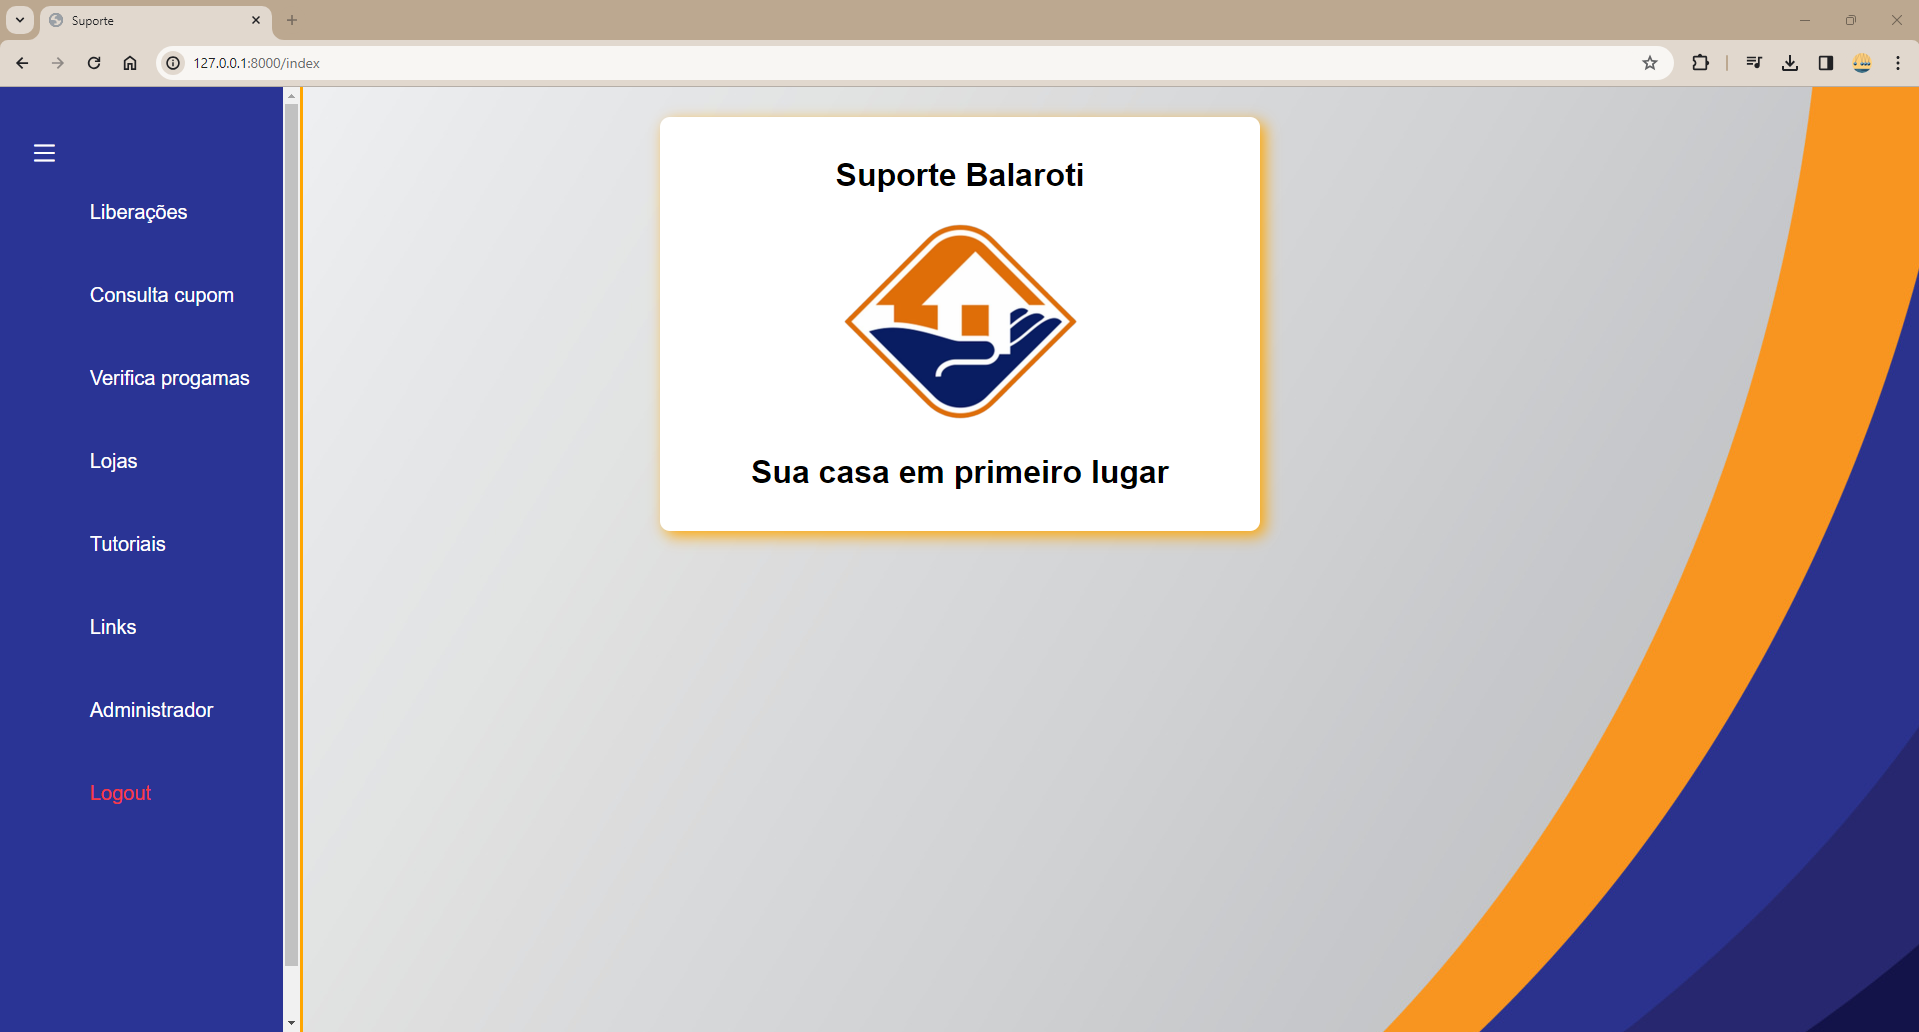 Suporte
127.0.0.1:8000/index
Liberações
Consulta cupom
Verifica progamas
Lojas
Tutoriais
Links
Administrador
Logout
Suporte Balaroti
Sua casa em primeiro lugar